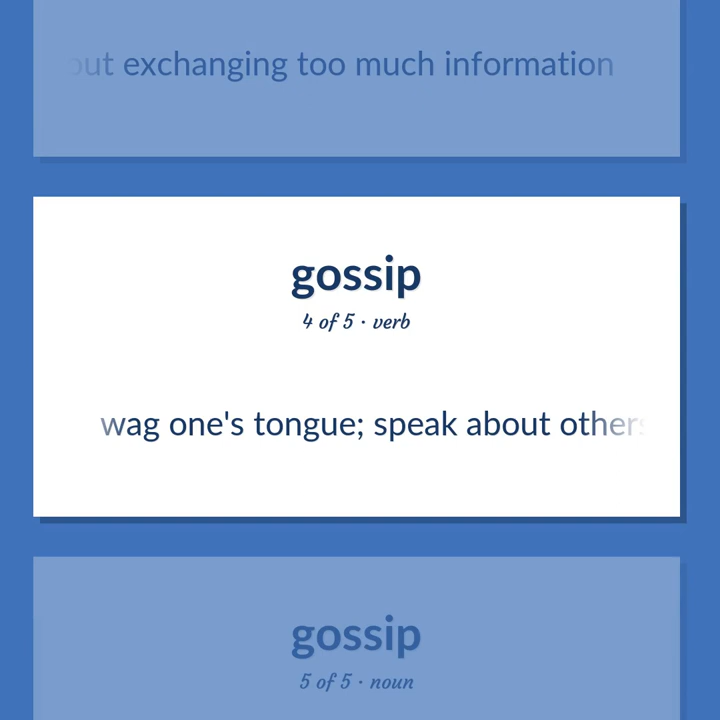 out exchanging too much information
gossip
4 of 5 · verb
wag one's tongue; speak about others
gossip
5 of 5 · noun